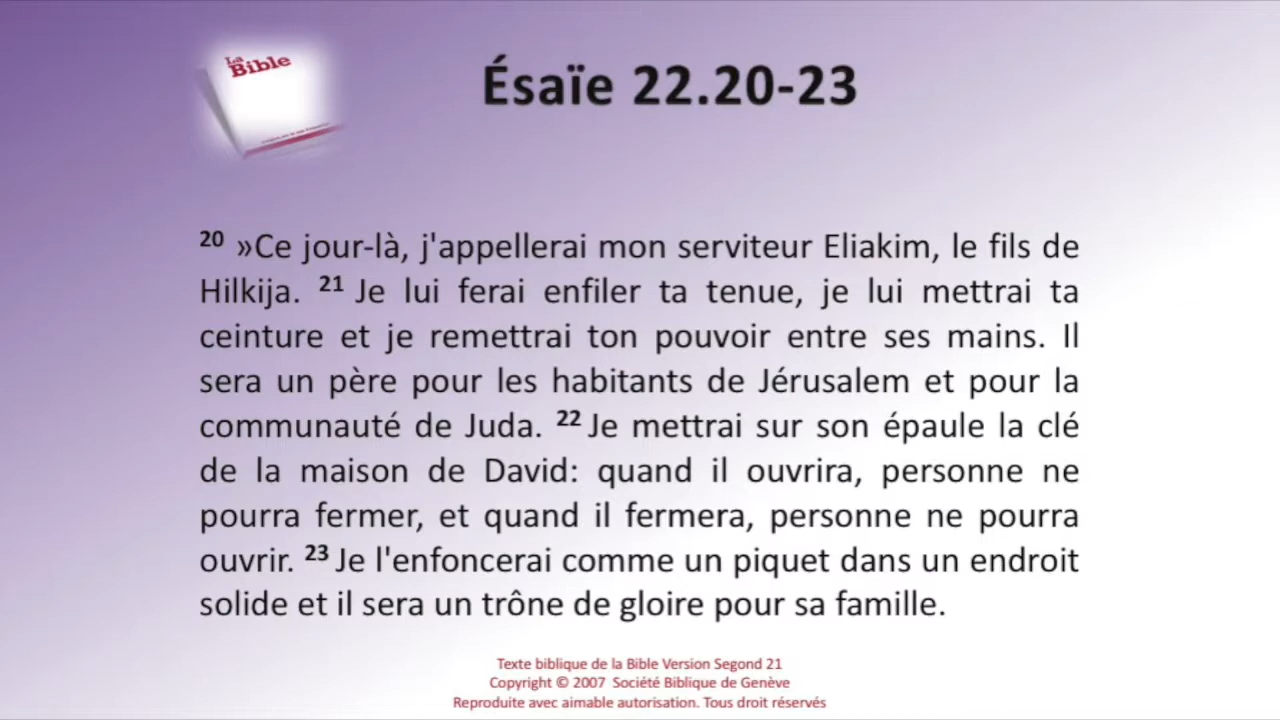 La
Bible
Ésaïe 22.20-23
20 »Ce jour-là, j'appellerai mon serviteur Eliakim, le fils de
Hilkija. 21 Je lui ferai enfiler ta tenue, je lui mettrai ta
ceinture et je remettrai ton pouvoir entre ses mains. Il
sera un père pour les habitants de Jérusalem et pour la
communauté de Juda. 22 Je mettrai sur son épaule la clé
de la maison de David: quand il ouvrira, personne ne
pourra fermer, et quand il fermera, personne ne pourra
ouvrir. 23 Je l'enfoncerai comme un piquet dans un endroit
solide et il sera un trône de gloire pour sa famille.
Texte biblique de la Bible Version Segond 21
Copyright © 2007 Société Biblique de Genève
Reproduite avec aimable autorisation. Tous droit réservés